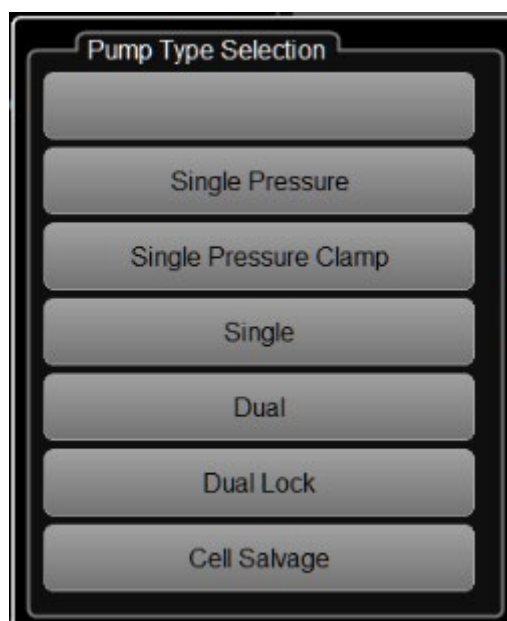 Pump Type Selection
Single Pressure
Single Pressure Clamp
Single
Dual
Dual Lock
Cell Salvage